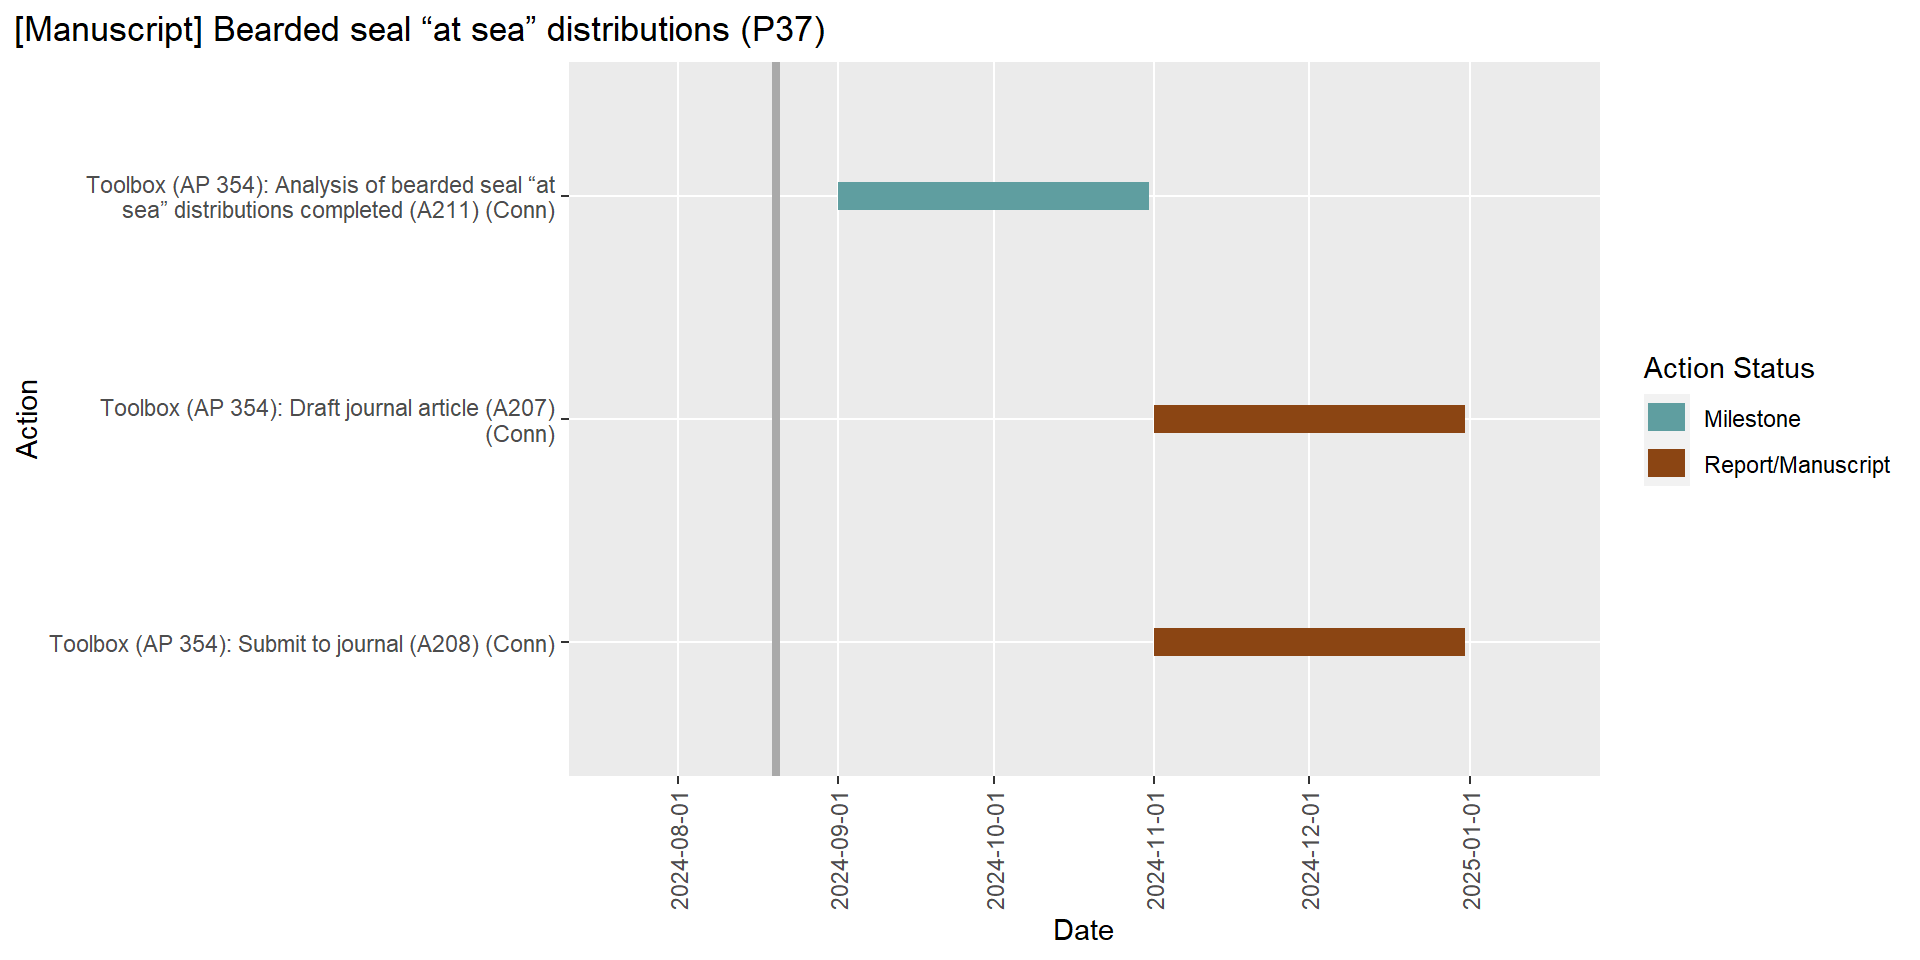 [Manuscript] Bearded seal “at sea” distributions (P37)
Toolbox (AP 354): Analysis of bearded seal “at
sea” distributions completed (A211) (Conn)
Toolbox (AP 354): Draft journal article (A207)
(Conn)
Toolbox (AP 354): Submit to journal (A208) (Conn)
Action
2024-08-01
2024-09-01
2024-10-01
2024-11-01
2024-12-01
2025-01-01
Date
Action Status
Milestone
Report/Manuscript